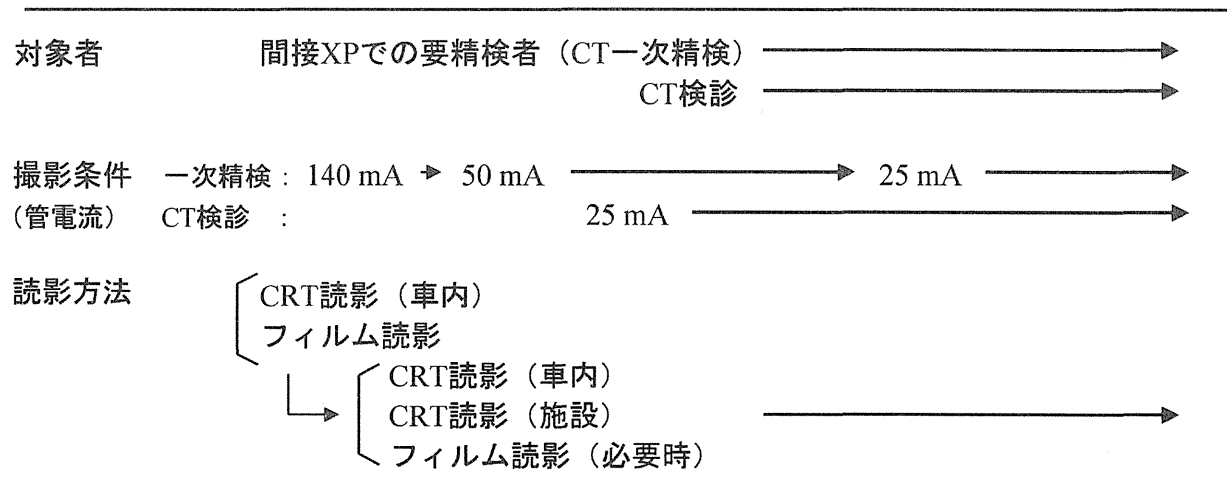 対象者 間接XPでの要精検者（CT一次精検）
CT検診
撮影条件 一次精検 : 140 mA 50 mA 25 mA
（管電流） CT検診 : 25 mA
読影方法 CRT読影（車内）
フィルム読影
CRT読影（車内）
CRT読影（施設）
フィルム読影（必要時）